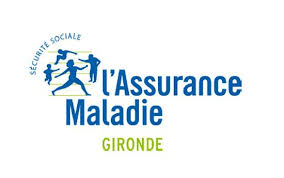 SÉCURITÉ SOCIALE
l'Assurance
Maladie
GIRONDE